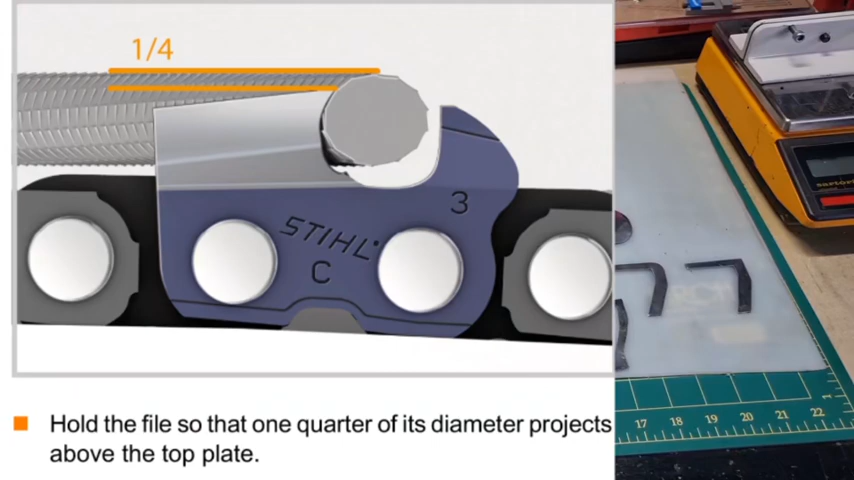 1/4
3
STIHL
C
Hold the file so that one quarter of its diameter projects
above the top plate.
sartorius
17 18 19 20 21 22